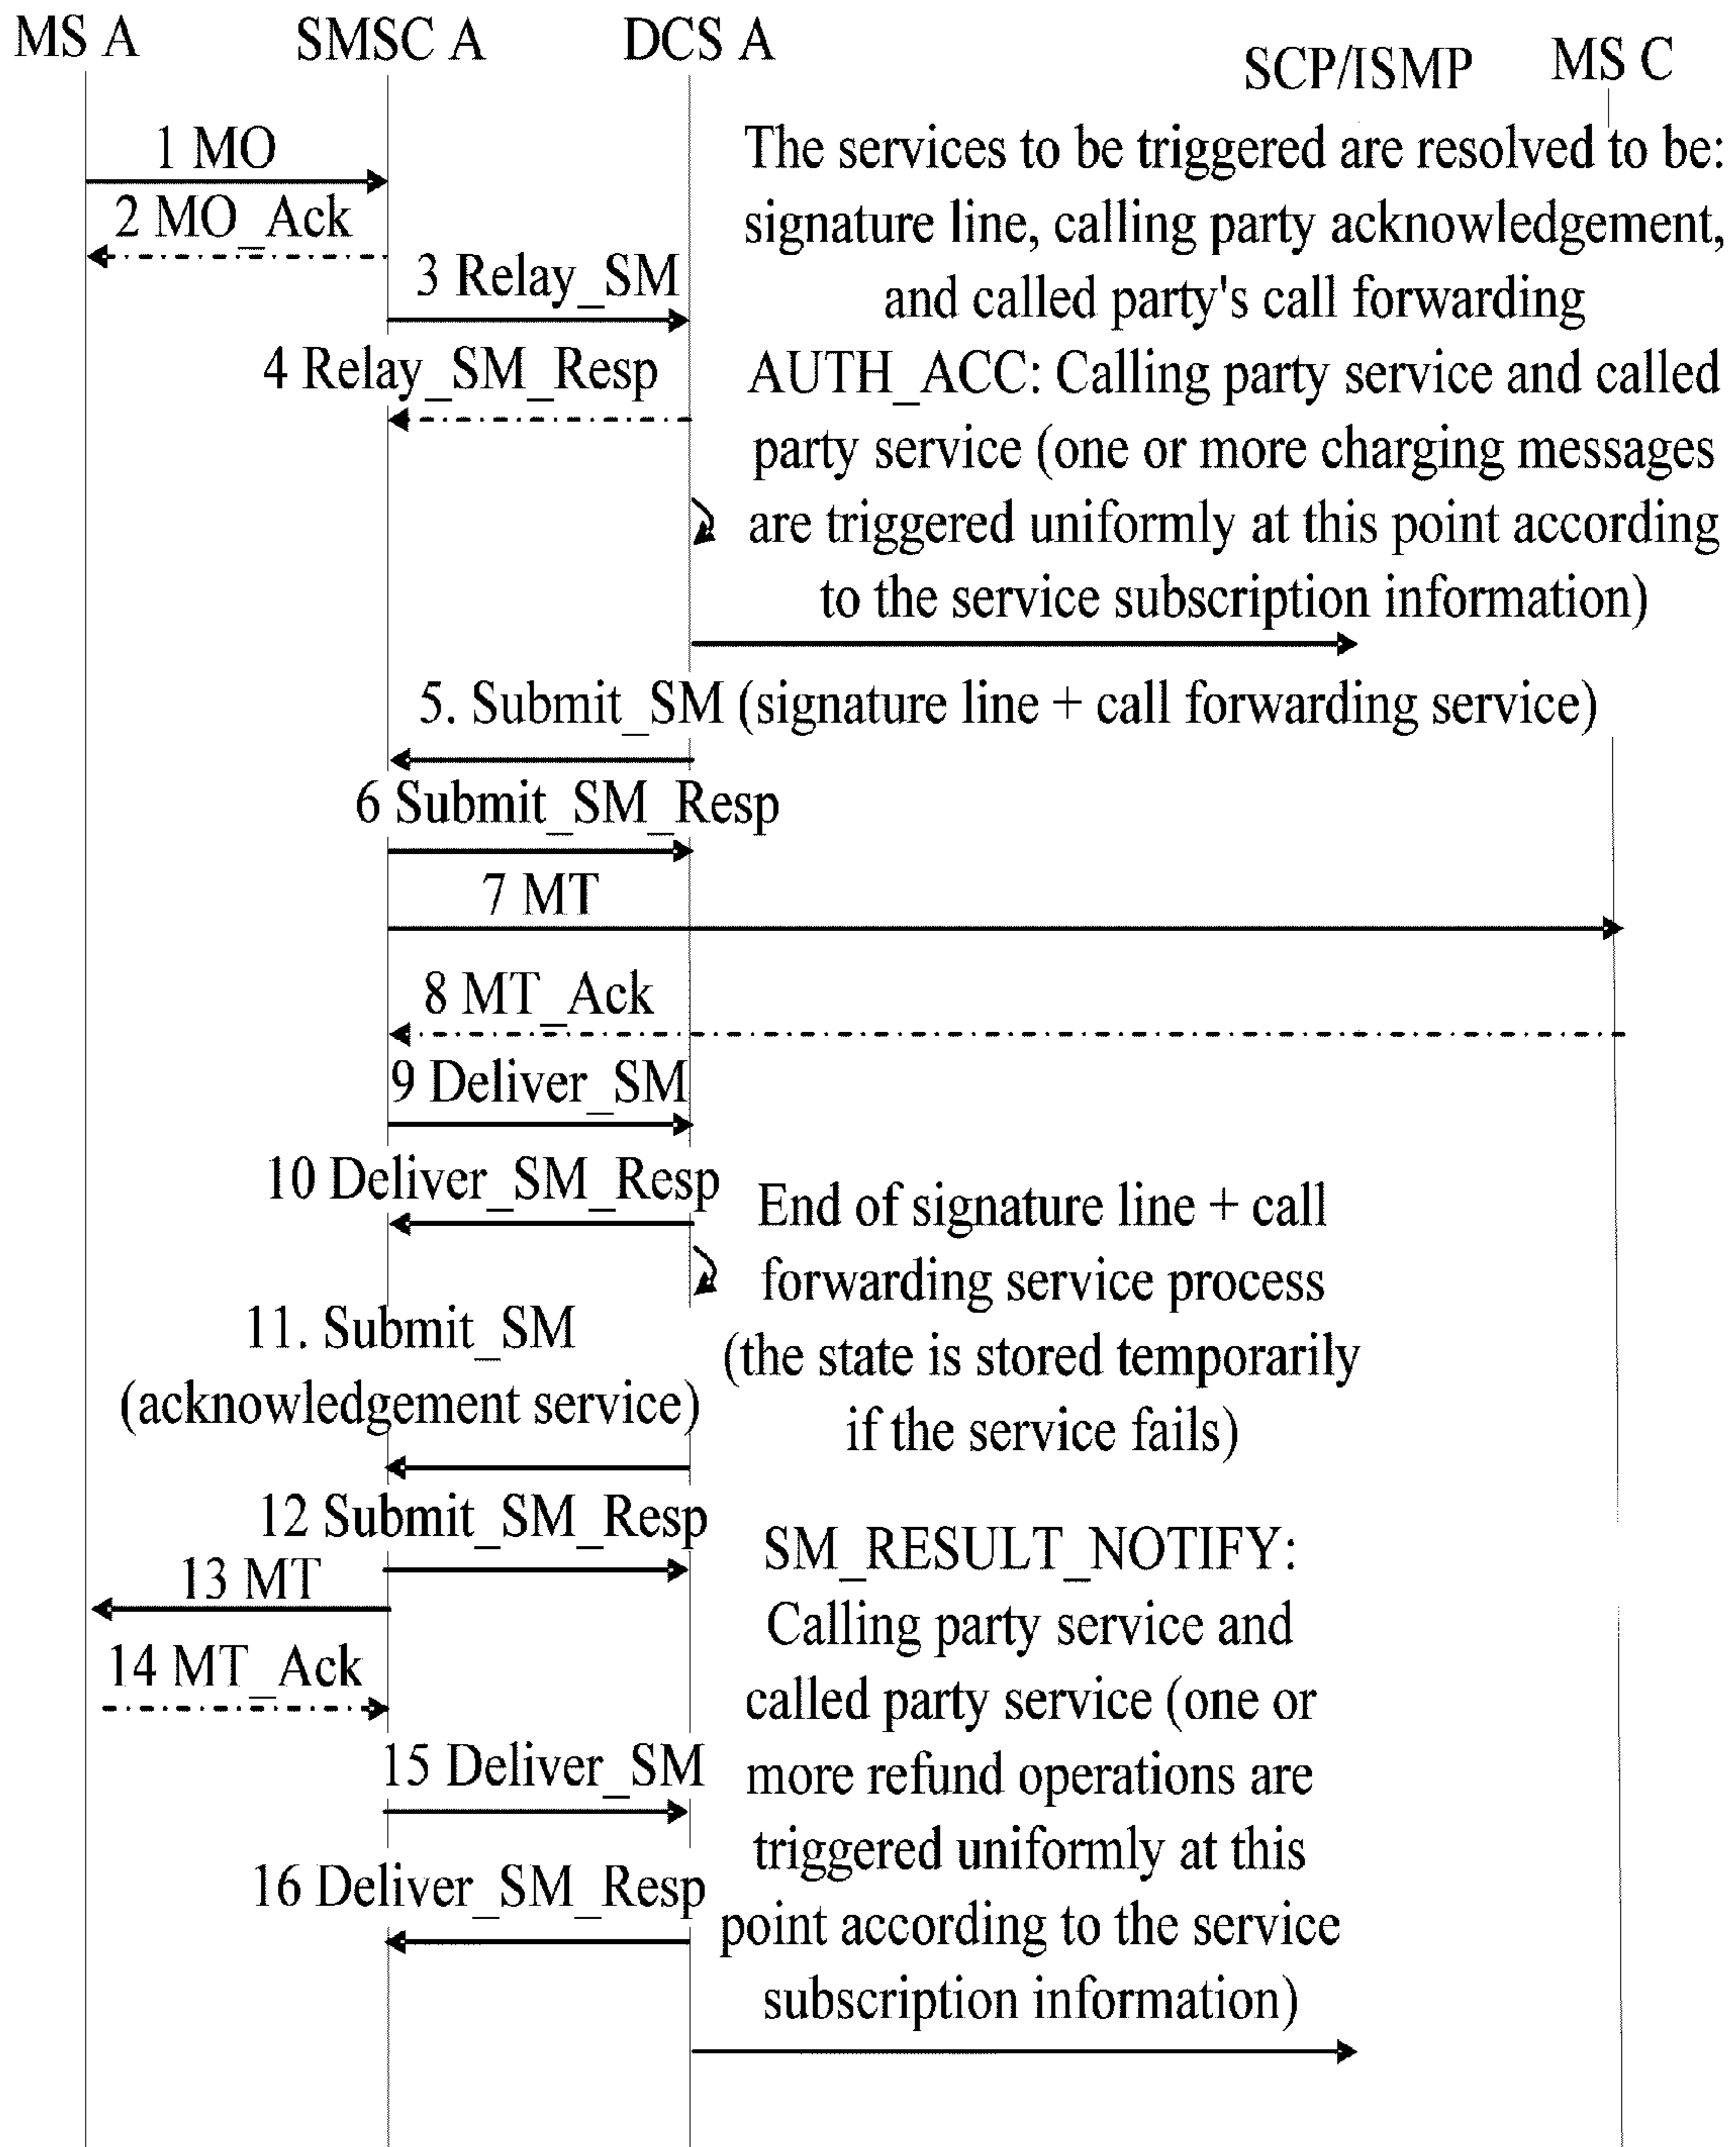 MS A
SMSC A
DCS A
SCP/ISMP
MS C
1 MO
2 MO_Ack
3 Relay_SM
4 Relay_SM_Resp
The services to be triggered are resolved to be:
signature line, calling party acknowledgement,
and called party's call forwarding
AUTH_ACC: Calling party service and called
party service (one or more charging messages
are triggered uniformly at this point according
to the service subscription information)
5. Submit_SM (signature line + call forwarding service)
6 Submit_SM_Resp
7 MT
8 MT_Ack
9 Deliver_SM
10 Deliver_SM_Resp
End of signature line + call
forwarding service process
(the state is stored temporarily
if the service fails)
11. Submit_SM
(acknowledgement service)
12 Submit_SM_Resp
13 MT
14 MT_Ack
15 Deliver_SM
16 Deliver_SM_Resp
SM_RESULT_NOTIFY:
Calling party service and
called party service (one or
more refund operations are
triggered uniformly at this
point according to the service
subscription information)